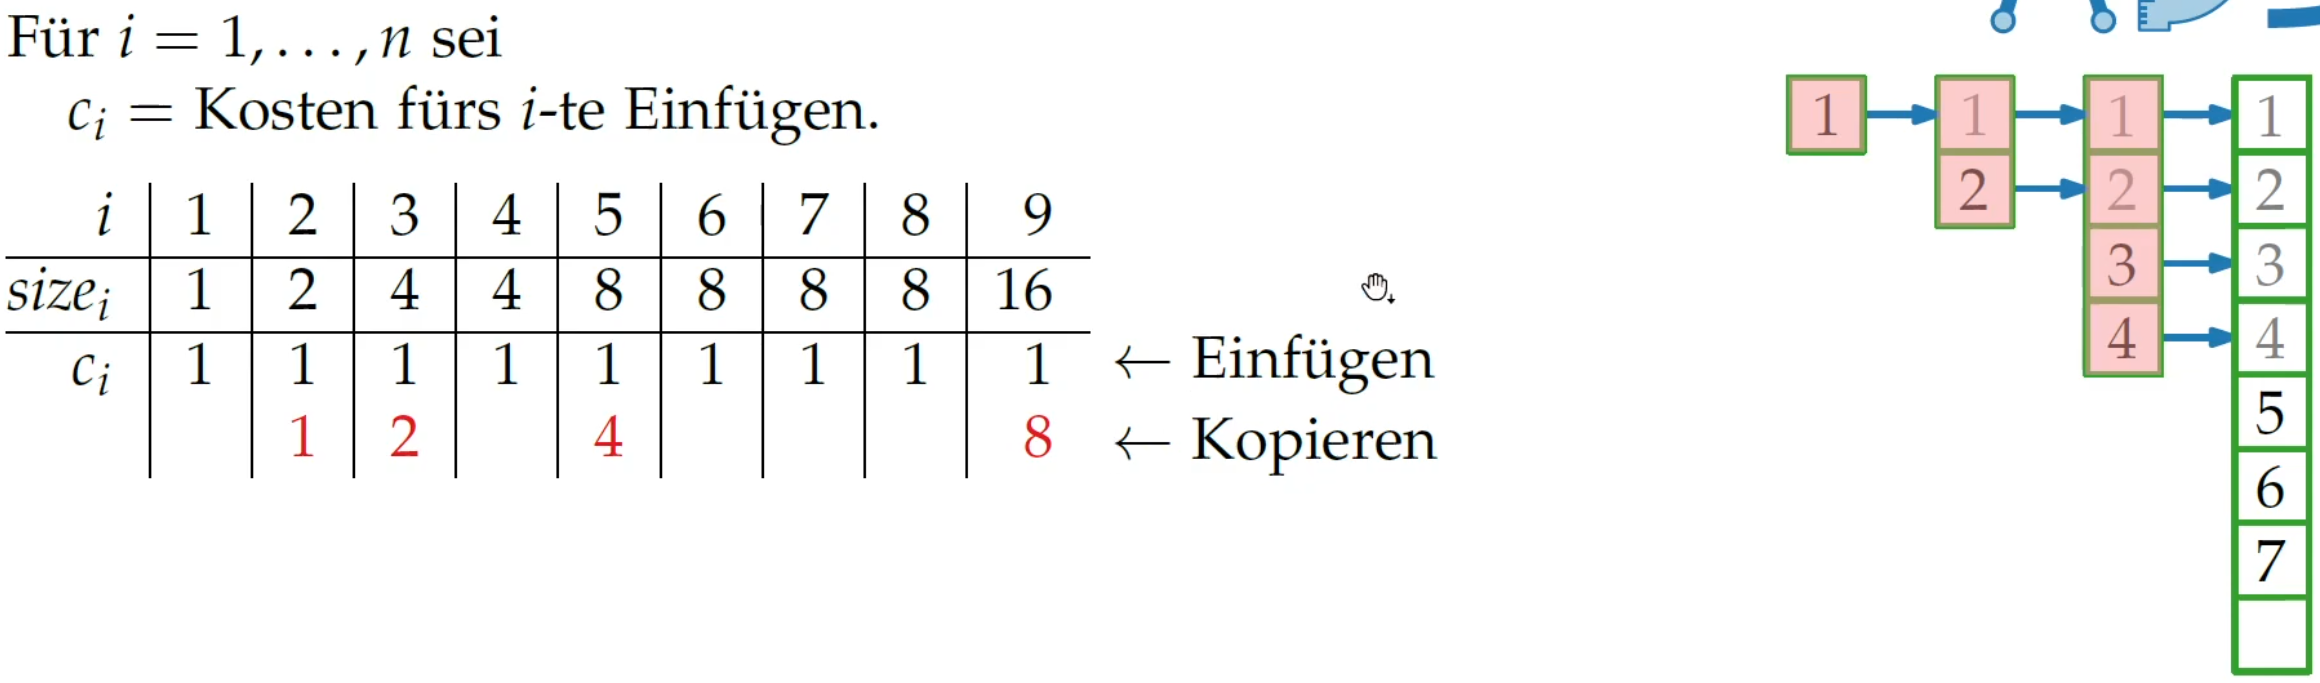 Für i = 1, . . . , n sei
c_i = Kosten fürs i-te Einfügen.
i 1 2 3 4 5 6 7 8 9
size_i 1 2 4 4 8 8 8 8 16
c_i 1 1 1 1 1 1 1 1 1 ← Einfügen
1 2 4 8 ← Kopieren
1 1 1 1
2 2 2
3 3
4 4
5
6
7